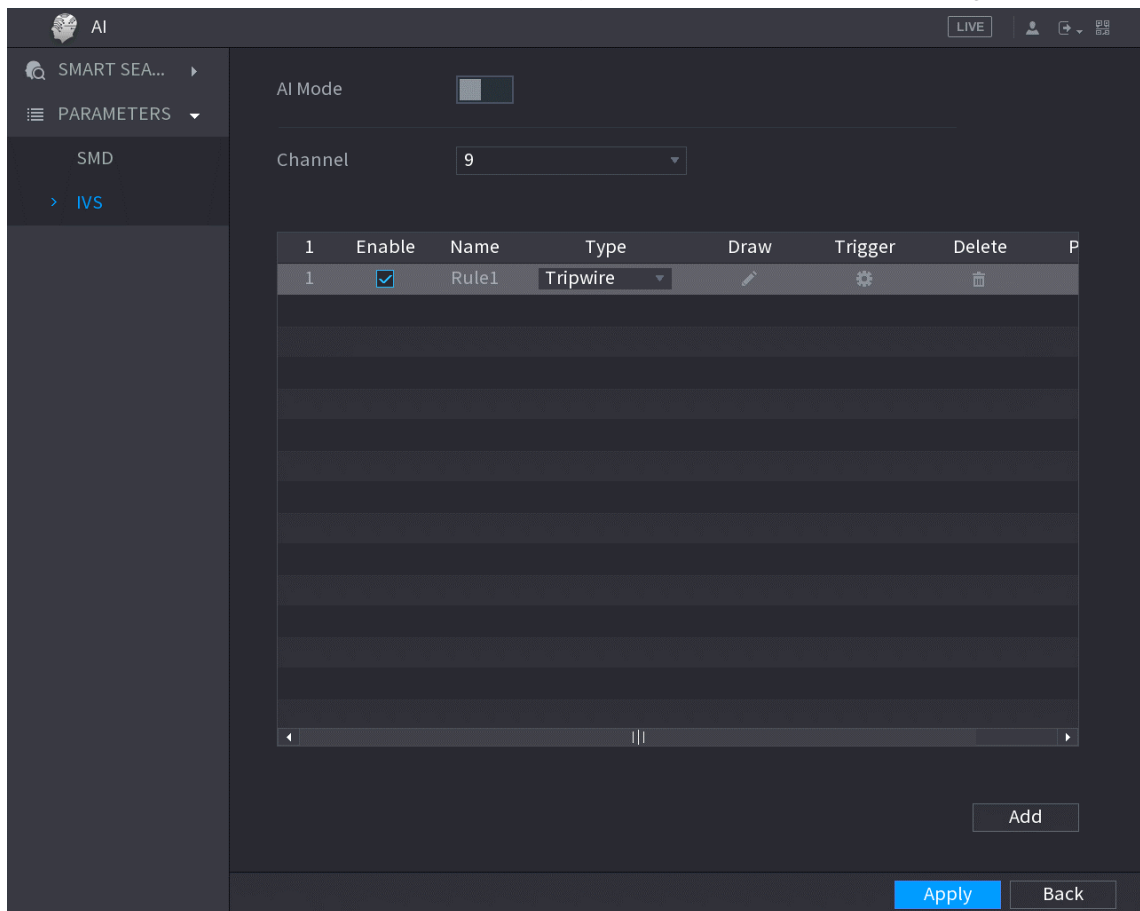 AI LIVE
SMART SEA...
PARAMETERS
SMD
> IVS
AI Mode
Channel 9
1 Enable Name Type Draw Trigger Delete P
1 Rule1 Tripwire
Add
Apply Back